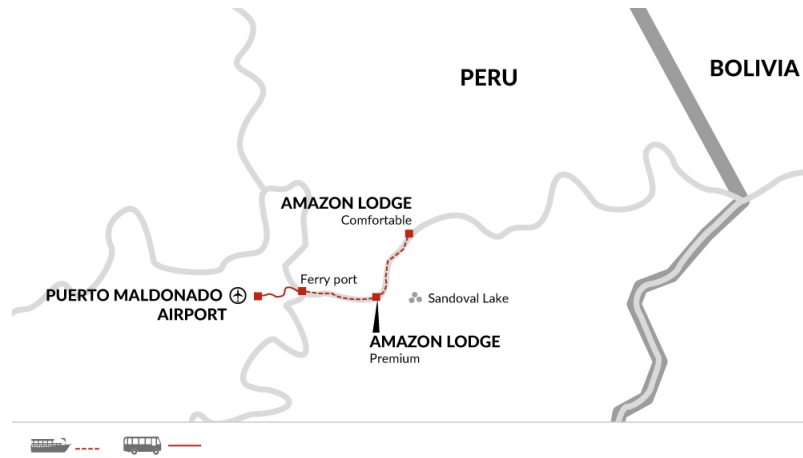 PERU
BOLIVIA
AMAZON LODGE
Comfortable
Ferry port
PUERTO MALDONADO
AIRPORT
Sandoval Lake
AMAZON LODGE
Premium